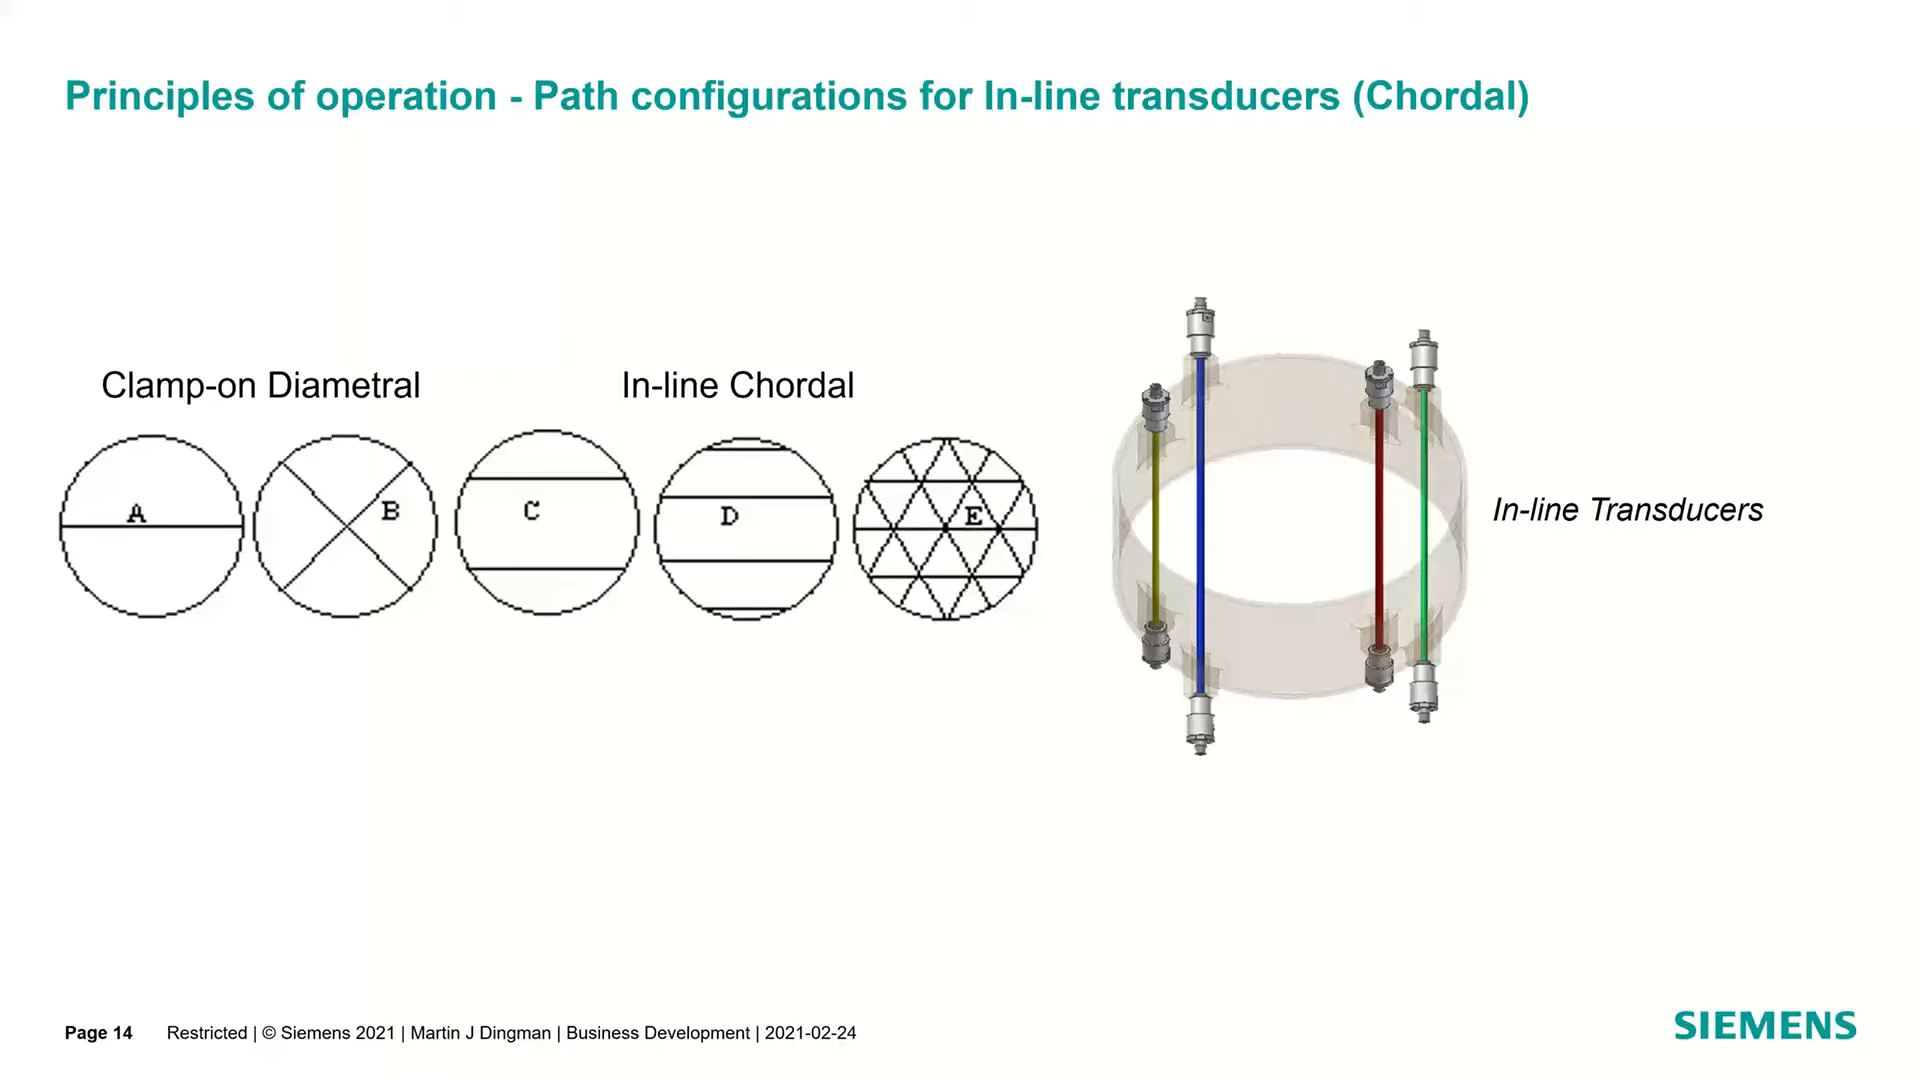 Principles of operation - Path configurations for In-line transducers (Chordal)
Clamp-on Diametral
In-line Chordal
A
B
C
D
E
In-line Transducers
Page 14 Restricted | © Siemens 2021 | Martin J Dingman | Business Development | 2021-02-24
SIEMENS